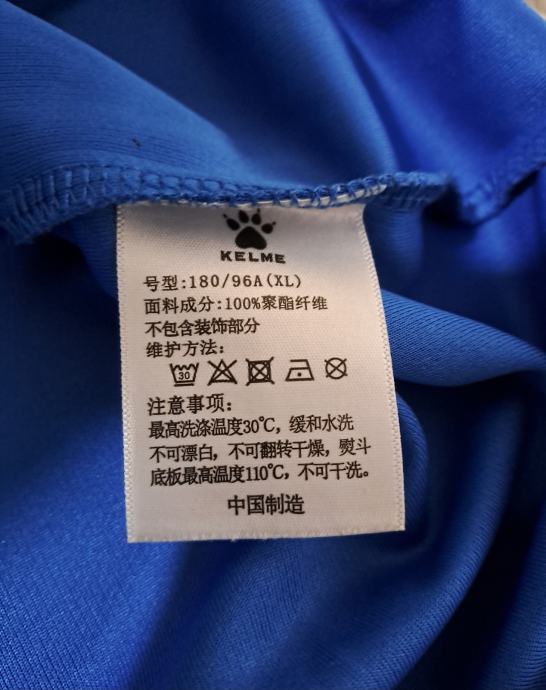 KELME
号型:180/96A(XL)
面料成分:100%聚酯纤维
不包含装饰部分
维护方法:
30
注意事项:
最高洗涤温度30℃, 缓和水洗
不可漂白, 不可翻转干燥, 熨斗
底板最高温度110℃, 不可干洗。
中国制造